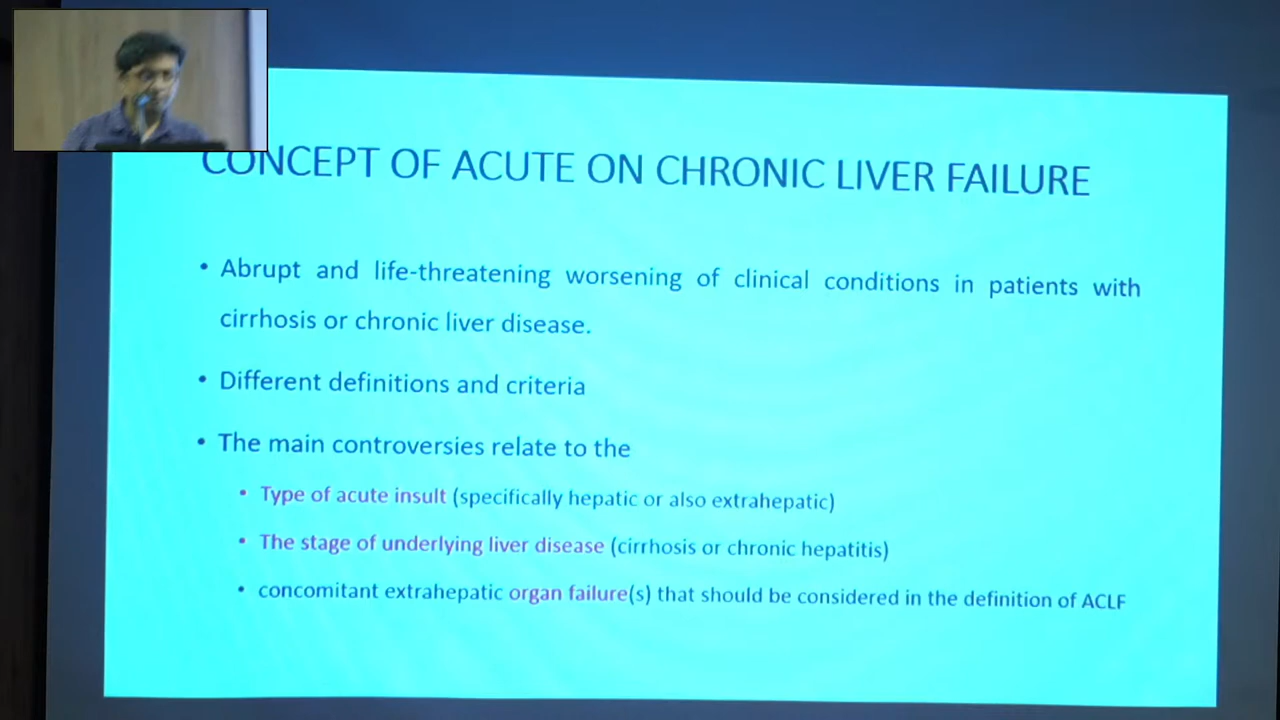 CONCEPT OF ACUTE ON CHRONIC LIVER FAILURE
• Abrupt and life-threatening worsening of clinical conditions in patients with
cirrhosis or chronic liver disease.
• Different definitions and criteria
• The main controversies relate to the
• Type of acute insult (specifically hepatic or also extrahepatic)
• The stage of underlying liver disease (cirrhosis or chronic hepatitis)
• concomitant extrahepatic organ failure(s) that should be considered in the definition of ACLF